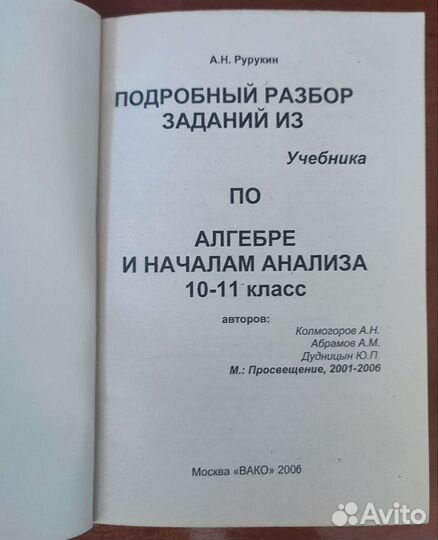 А.Н. Рурукин
ПОДРОБНЫЙ РАЗБОР
ЗАДАНИЙ ИЗ
Учебника
ПО
АЛГЕБРЕ
И НАЧАЛАМ АНАЛИЗА
10-11 класс
авторов:
Колмогоров А.Н.
Абрамов А.М.
Дудницын Ю.П.
М.: Просвещение, 2001-2006
Москва «ВАКО» 2006
Avito